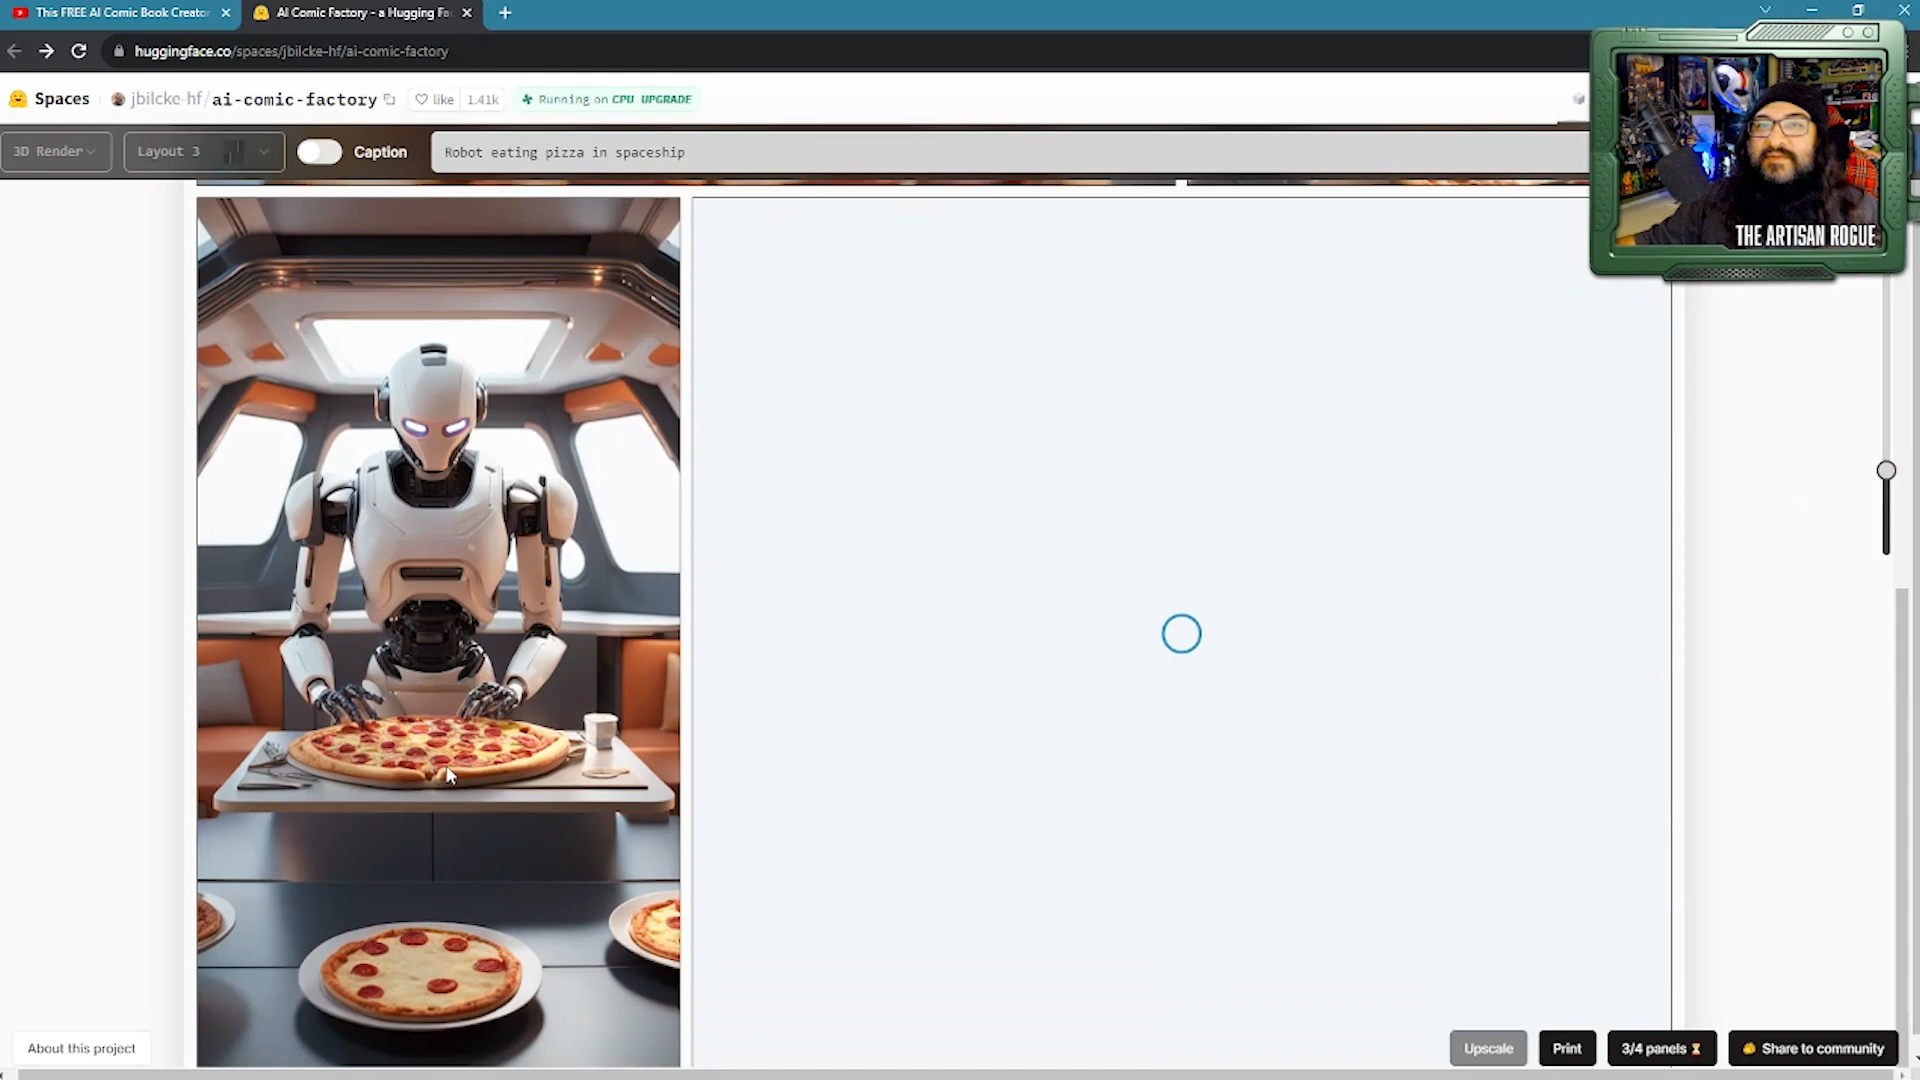 This FREE AI Comic Book Creator
AI Comic Factory - a Hugging Fa
huggingface.co/spaces/jbilcke-hf/ai-comic-factory
Spaces
jbilcke-hf/ai-comic-factory
like 1.41k
Running on CPU UPGRADE
3D Render
Layout 3
Caption
Robot eating pizza in spaceship
THE ARTISAN ROGUE
About this project
Upscale
Print
3/4 panels
Share to community